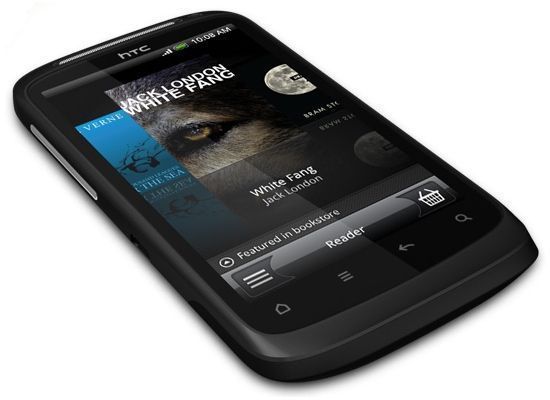 htc
10:08 AM
JACK LONDON
WHITE FANG
VERNE
THE SEA
BRAM STO
White Fang
Jack London
Featured in bookstore
Reader